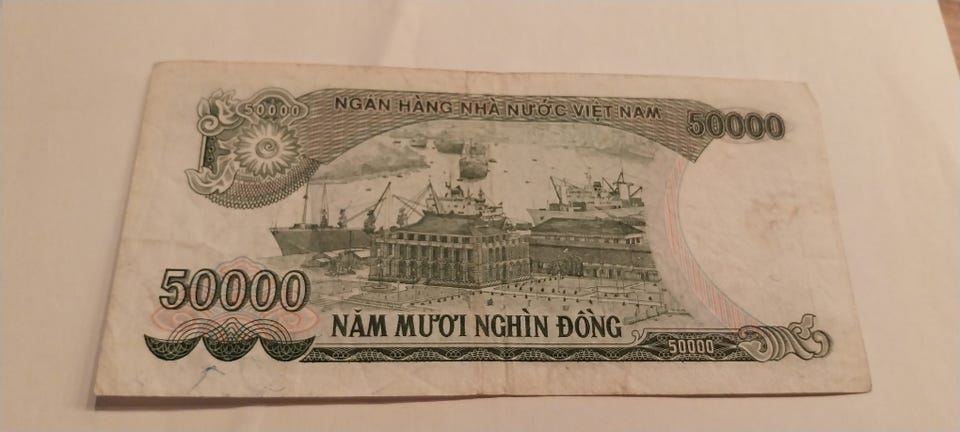 50000
NGÂN HÀNG NHÀ NƯỚC VIỆT NAM
50000
50000
NĂM MƯƠI NGHÌN ĐỒNG
50000